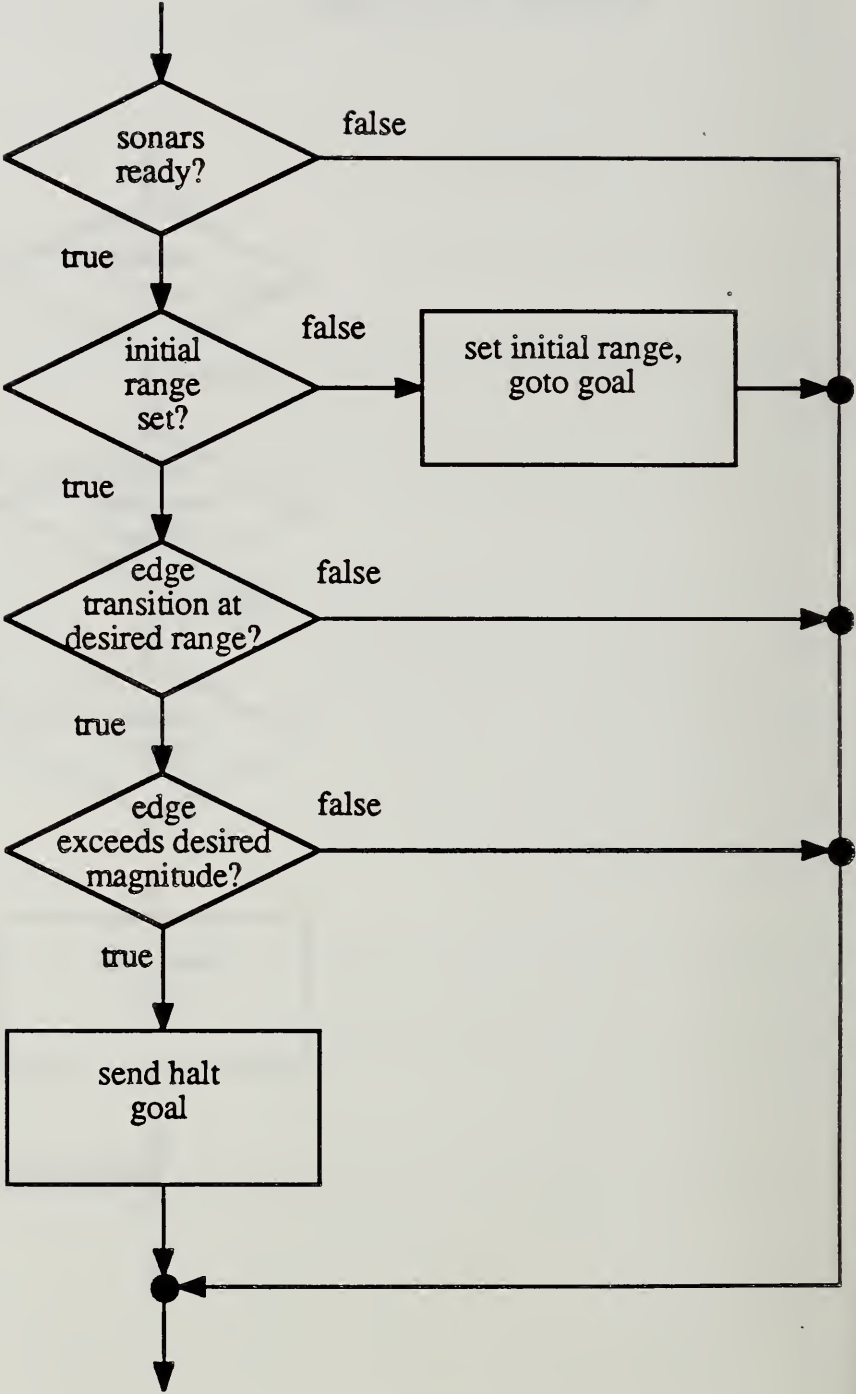 sonars
ready?
false
true
initial
range
set?
false
set initial range,
goto goal
true
edge
transition at
desired range?
false
true
edge
exceeds desired
magnitude?
false
true
send halt
goal